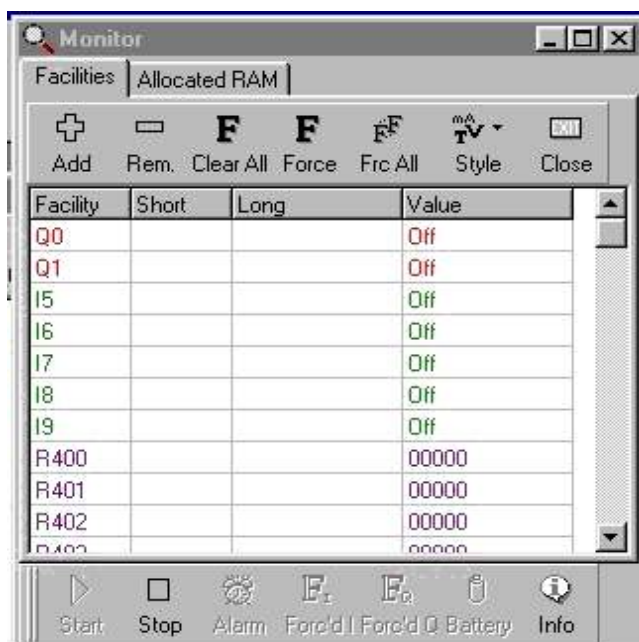 Monitor
Facilities Allocated RAM
Add Rem. Clear All Force Frc All Style Close
Facility Short Long Value
Q0 Off
Q1 Off
I5 Off
I6 Off
I7 Off
I8 Off
I9 Off
R400 00000
R401 00000
R402 00000
Start Stop Alarm Forc'd I Forc'd Q Battery Info